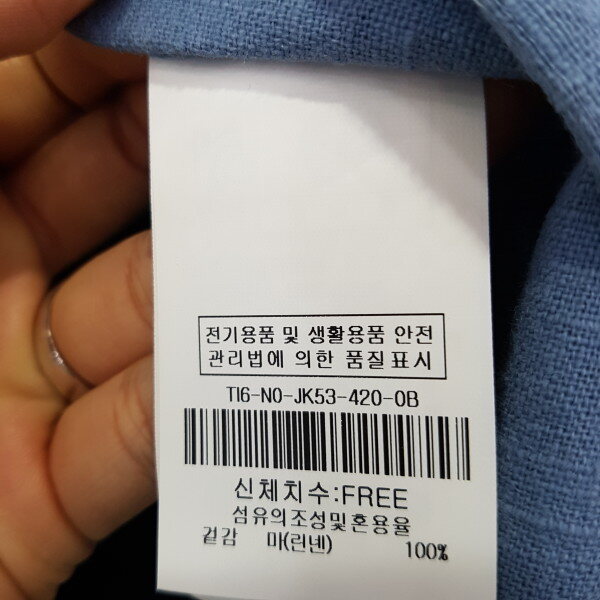 전기용품 및 생활용품 안전
관리법에 의한 품질표시
TI6-N0-JK53-420-0B
신체치수:FREE
섬유의조성및혼용율
겉감 마(린넨) 100%